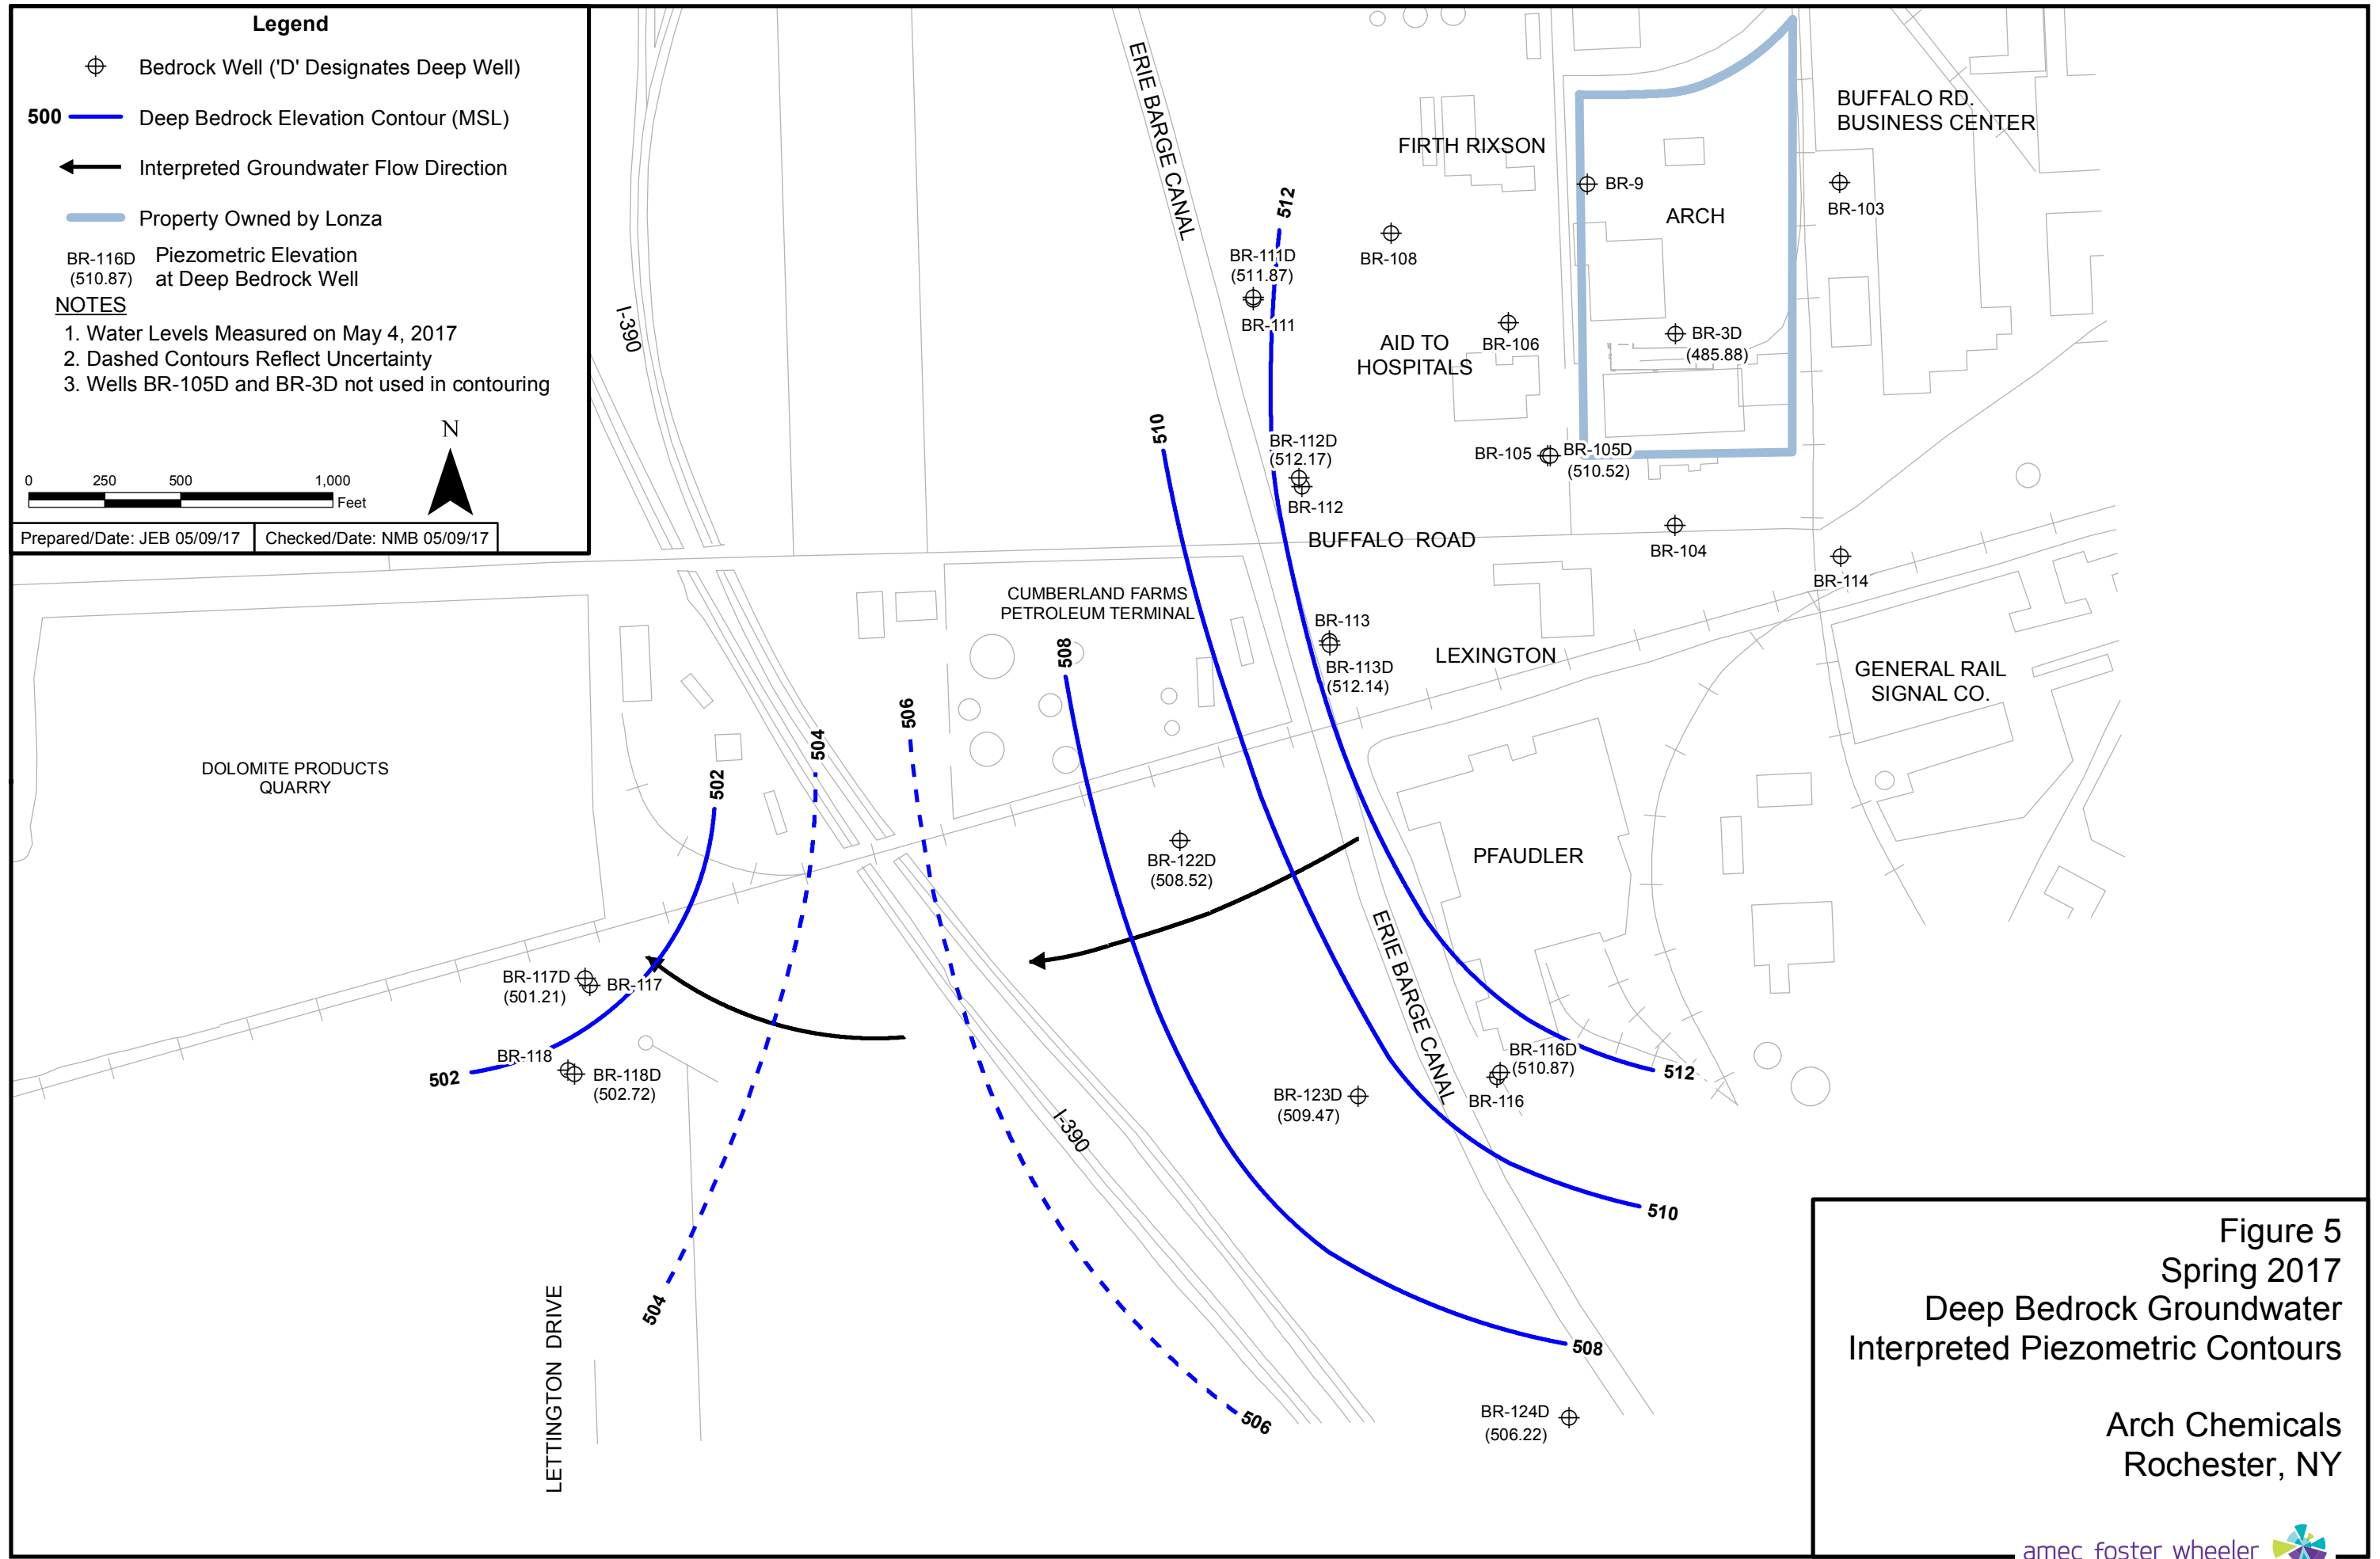 Legend
Bedrock Well ('D' Designates Deep Well)
500
Deep Bedrock Elevation Contour (MSL)
Interpreted Groundwater Flow Direction
Property Owned by Lonza
BR-116D
(510.87)
Piezometric Elevation
at Deep Bedrock Well
NOTES
1. Water Levels Measured on May 4, 2017
2. Dashed Contours Reflect Uncertainty
3. Wells BR-105D and BR-3D not used in contouring
N
0 250 500 1,000
Feet
Prepared/Date: JEB 05/09/17
Checked/Date: NMB 05/09/17
I-390
ERIE BARGE CANAL
512
BR-111D
(511.87)
BR-111
FIRTH RIXSON
BR-108
BR-9
ARCH
BUFFALO RD.
BUSINESS CENTER
BR-103
BR-106
AID TO
HOSPITALS
BR-3D
(485.88)
510
BR-112D
(512.17)
BR-112
BR-105
BR-105D
(510.52)
BUFFALO ROAD
BR-104
BR-114
CUMBERLAND FARMS
PETROLEUM TERMINAL
508
BR-113
BR-113D
(512.14)
LEXINGTON
GENERAL RAIL
SIGNAL CO.
506
504
502
DOLOMITE PRODUCTS
QUARRY
BR-122D
(508.52)
PFAUDLER
ERIE BARGE CANAL
BR-117D
(501.21)
BR-117
BR-118
502
BR-118D
(502.72)
BR-116D
(510.87)
BR-116
512
BR-123D
(509.47)
I-390
510
504
508
506
LETTINGTON DRIVE
BR-124D
(506.22)
Figure 5
Spring 2017
Deep Bedrock Groundwater
Interpreted Piezometric Contours
Arch Chemicals
Rochester, NY
amec foster wheeler